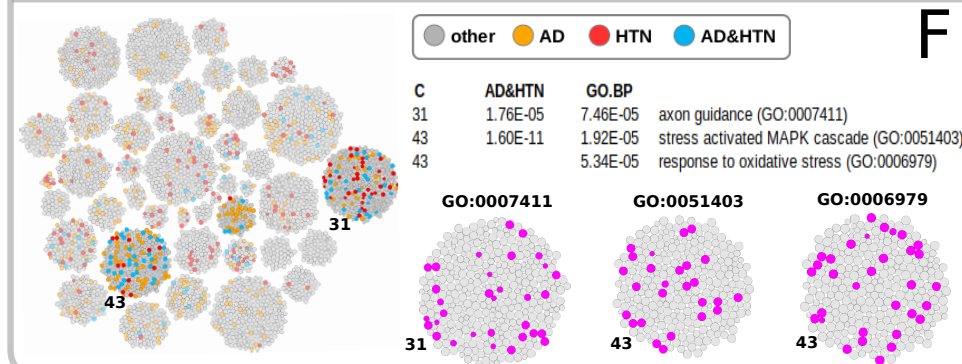 F
other AD HTN AD&HTN
C AD&HTN GO.BP
31 1.76E-05 7.46E-05 axon guidance (GO:0007411)
43 1.60E-11 1.92E-05 stress activated MAPK cascade (GO:0051403)
43 5.34E-05 response to oxidative stress (GO:0006979)
31
43
GO:0007411 GO:0051403 GO:0006979
31 43 43